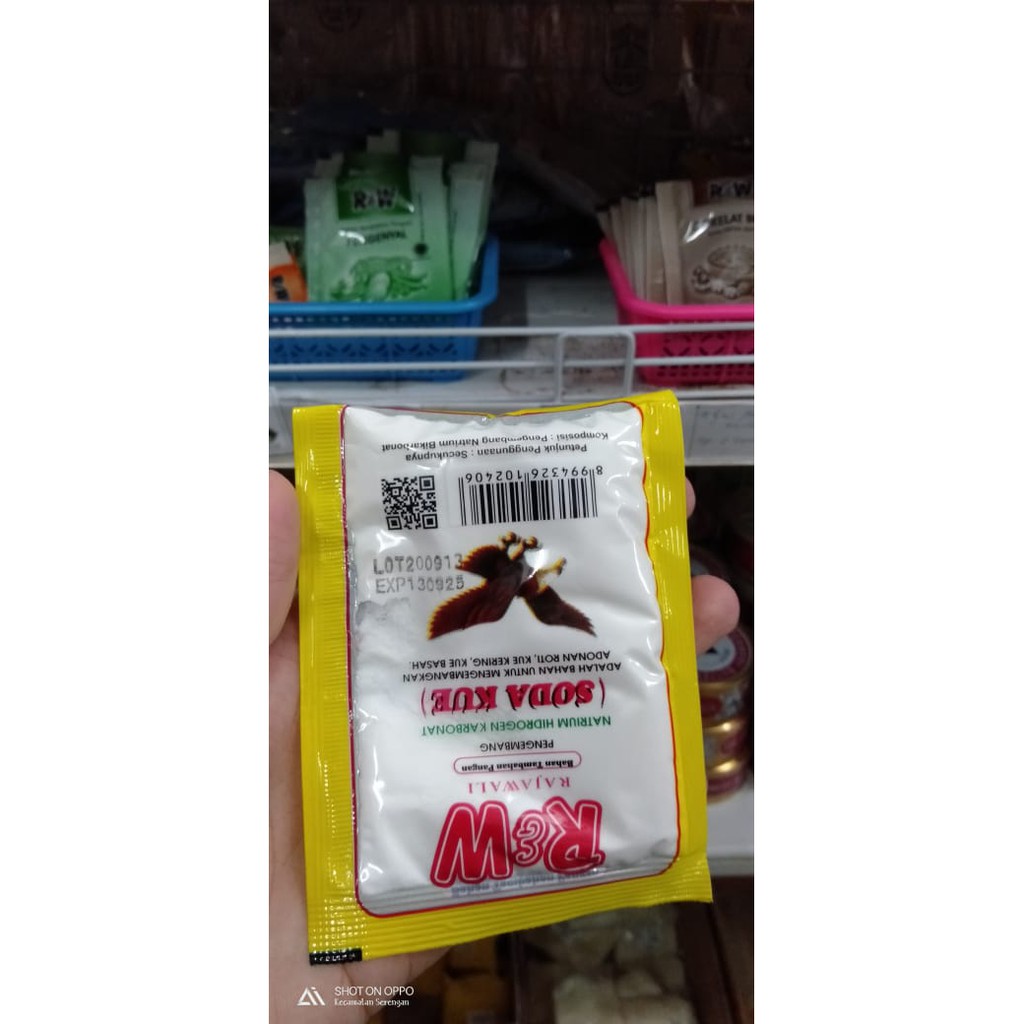 R&W
RAJAWALI
Bahan Tambahan Pangan
PENGEMBANG
NATRIUM HIDROGEN KARBONAT
(SODA KUE)
ADALAH BAHAN UNTUK MENGEMBANGKAN
ADONAN ROTI, KUE KERING, KUE BASAH.
LOT200913
EXP130925
8 994326 102406
Petunjuk Penggunaan : Secukupnya
Komposisi : Pengembang Natrium Bikarbonat
R&W
R&W
SHOT ON OPPO
Kecamatan Serengan